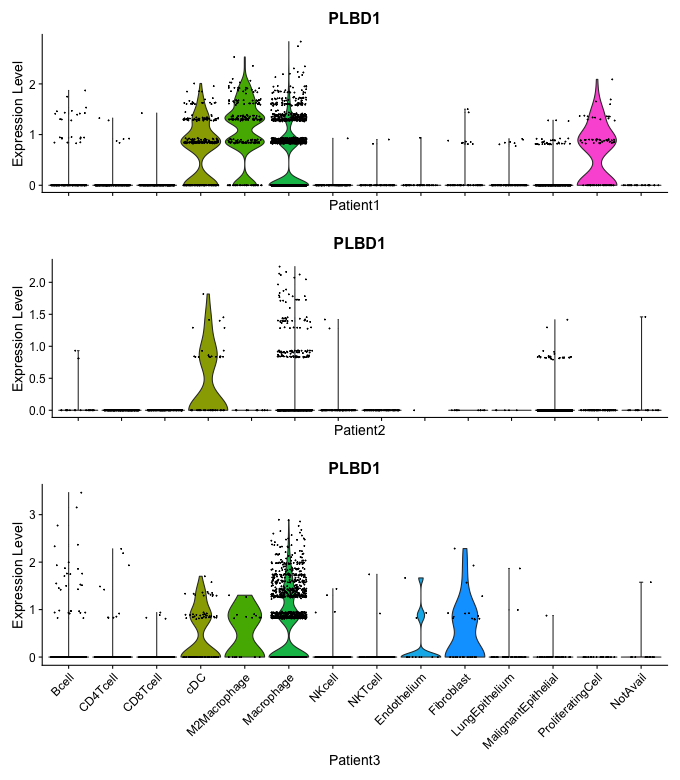 PLBD1
Expression Level
2
1
0
Patient1
PLBD1
Expression Level
2.0
1.5
1.0
0.5
0.0
Patient2
PLBD1
Expression Level
3
2
1
0
Bcell
CD4Tcell
CD8Tcell
cDC
M2Macrophage
Macrophage
NKcell
NKTcell
Endothelium
Fibroblast
LungEpithelium
MalignantEpithelial
ProliferatingCell
NotAvail
Patient3